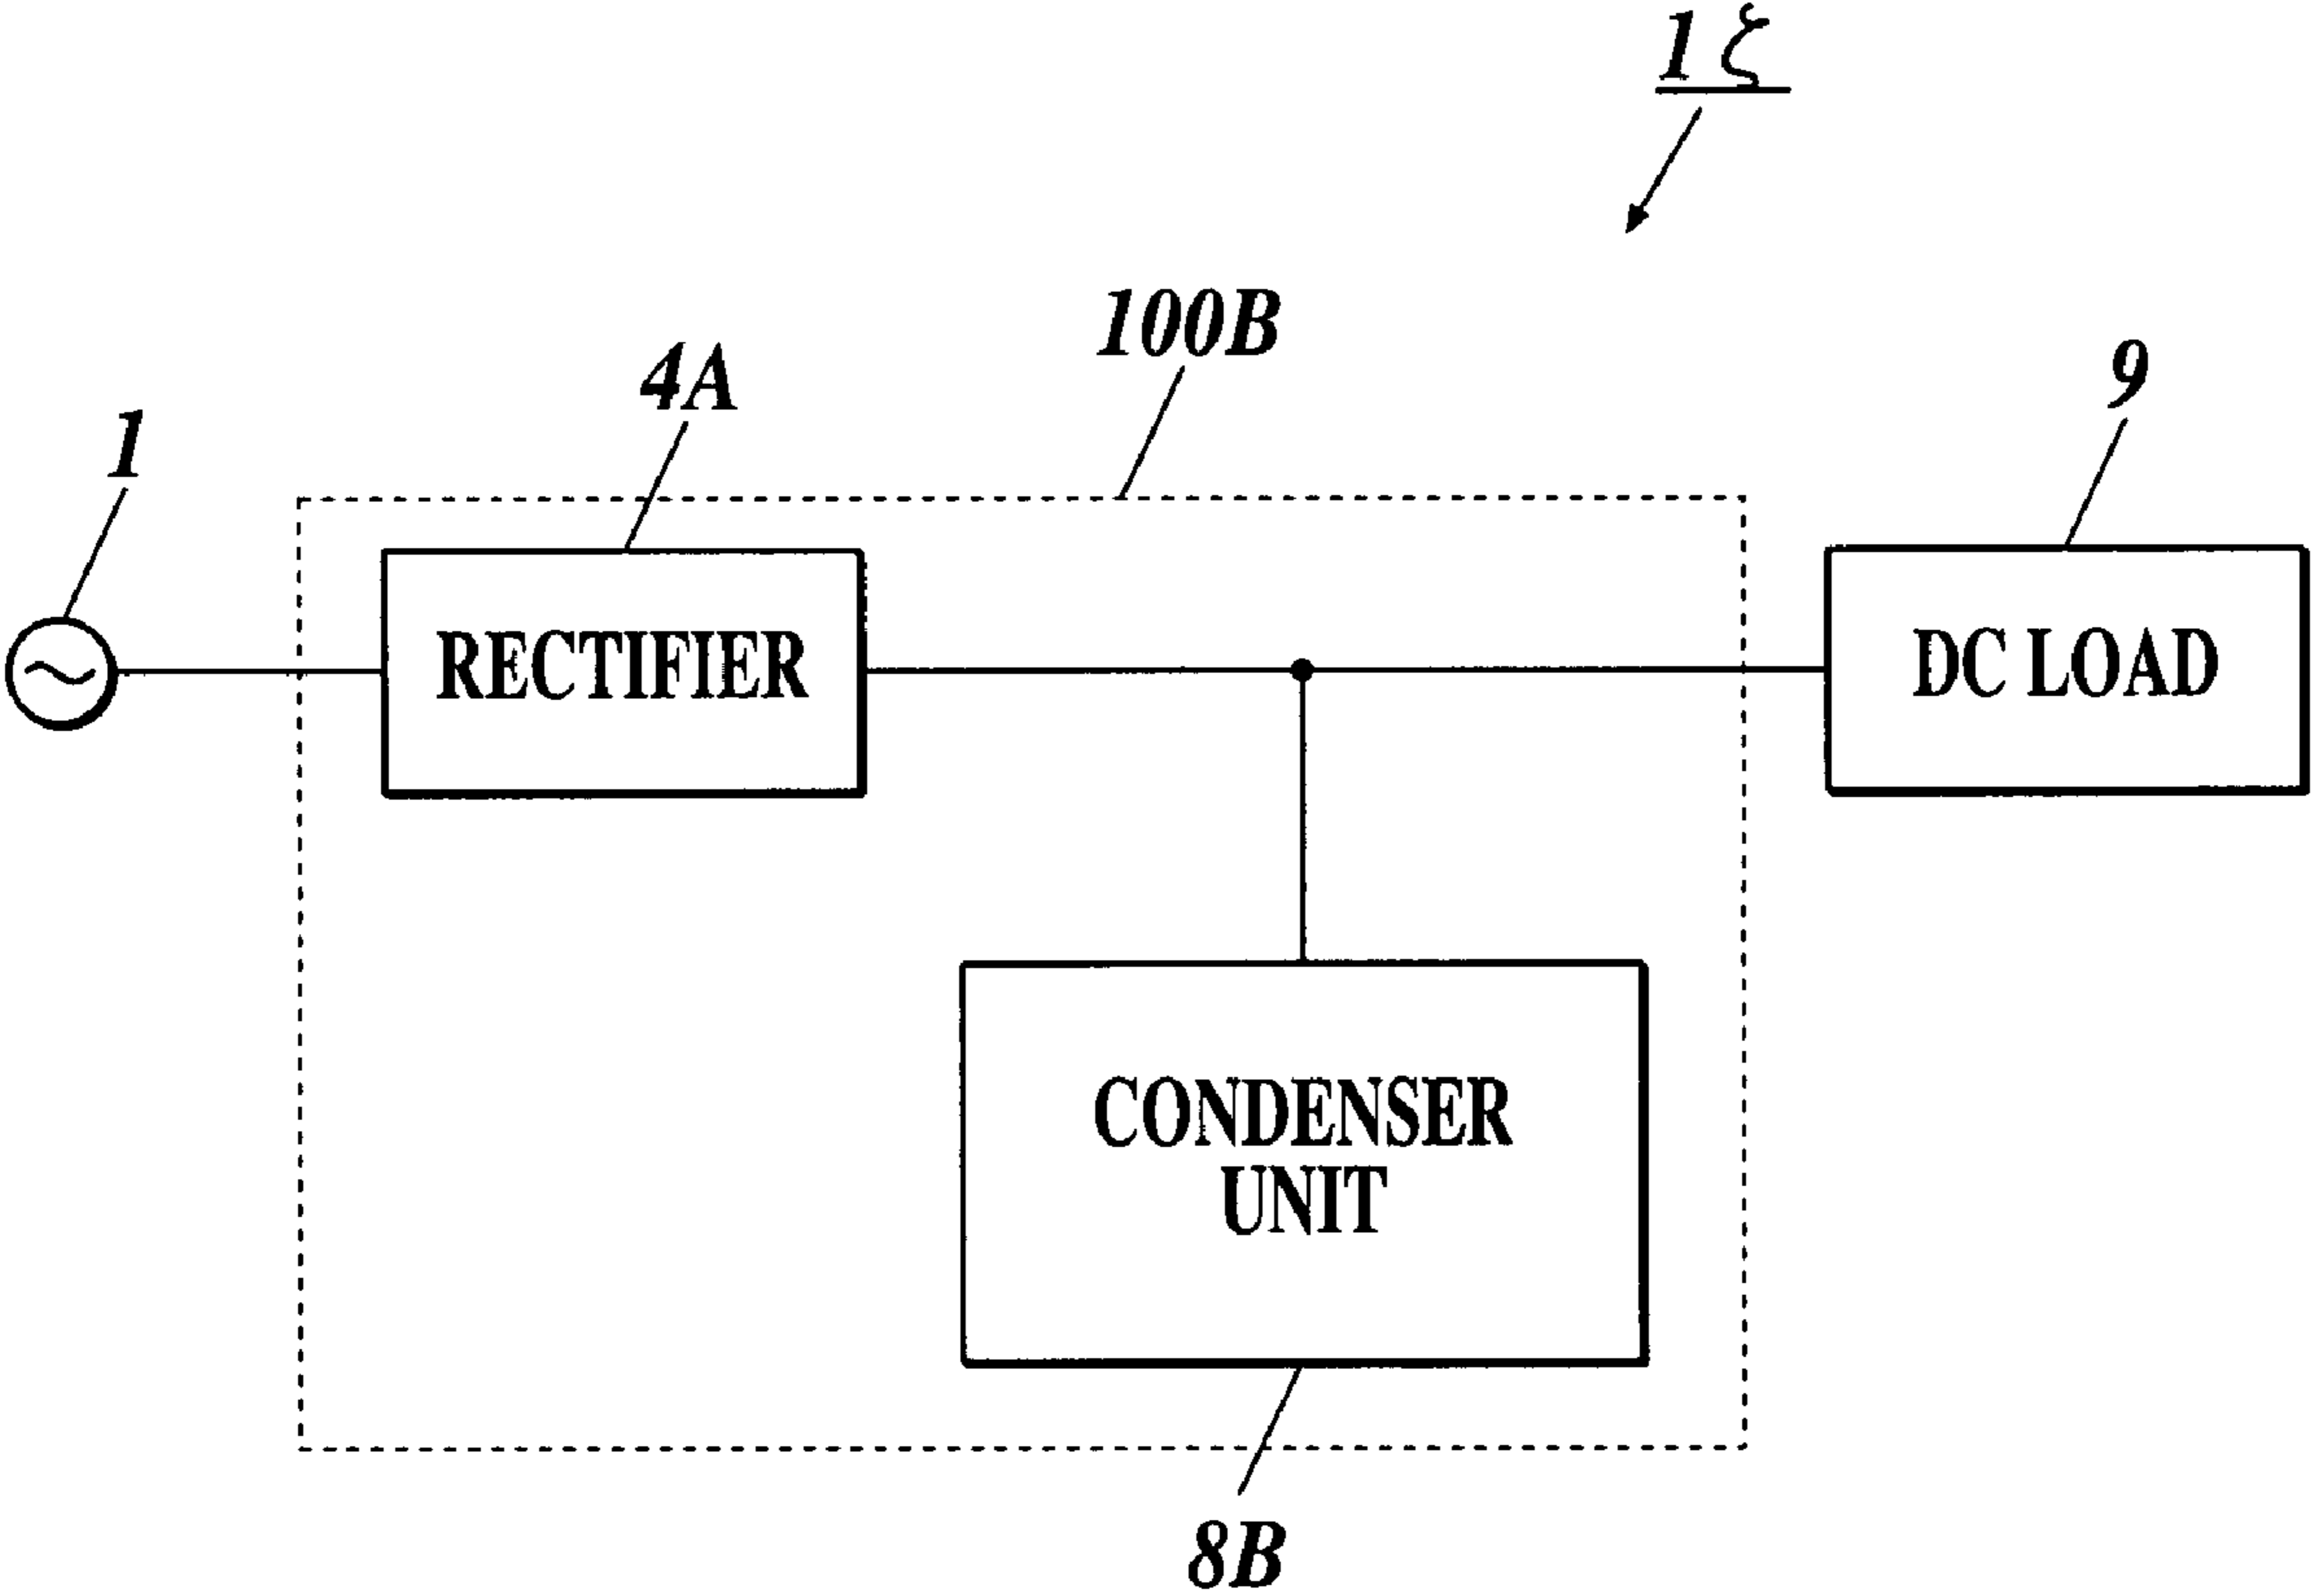 1ζ
100B
4A
9
1
RECTIFIER
DC LOAD
CONDENSER
UNIT
8B